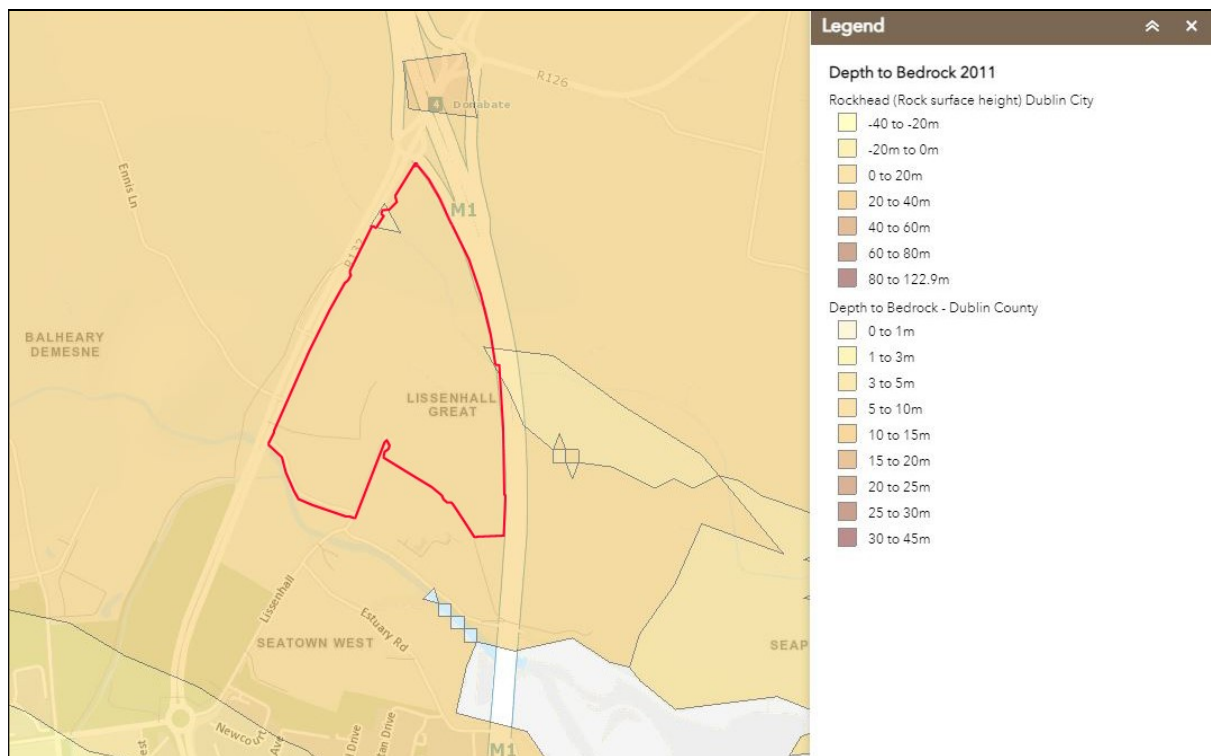 R126
4 Donabate
Ennis Ln
M1
R132
BALHEARY
DEMESNE
LISSENHALL
GREAT
Lissenhall
Estuary Rd
SEATOWN WEST
SEAP
Newcourt
Ave
M1
Legend
Depth to Bedrock 2011
Rockhead (Rock surface height) Dublin City
-40 to -20m
-20m to 0m
0 to 20m
20 to 40m
40 to 60m
60 to 80m
80 to 122.9m
Depth to Bedrock - Dublin County
0 to 1m
1 to 3m
3 to 5m
5 to 10m
10 to 15m
15 to 20m
20 to 25m
25 to 30m
30 to 45m